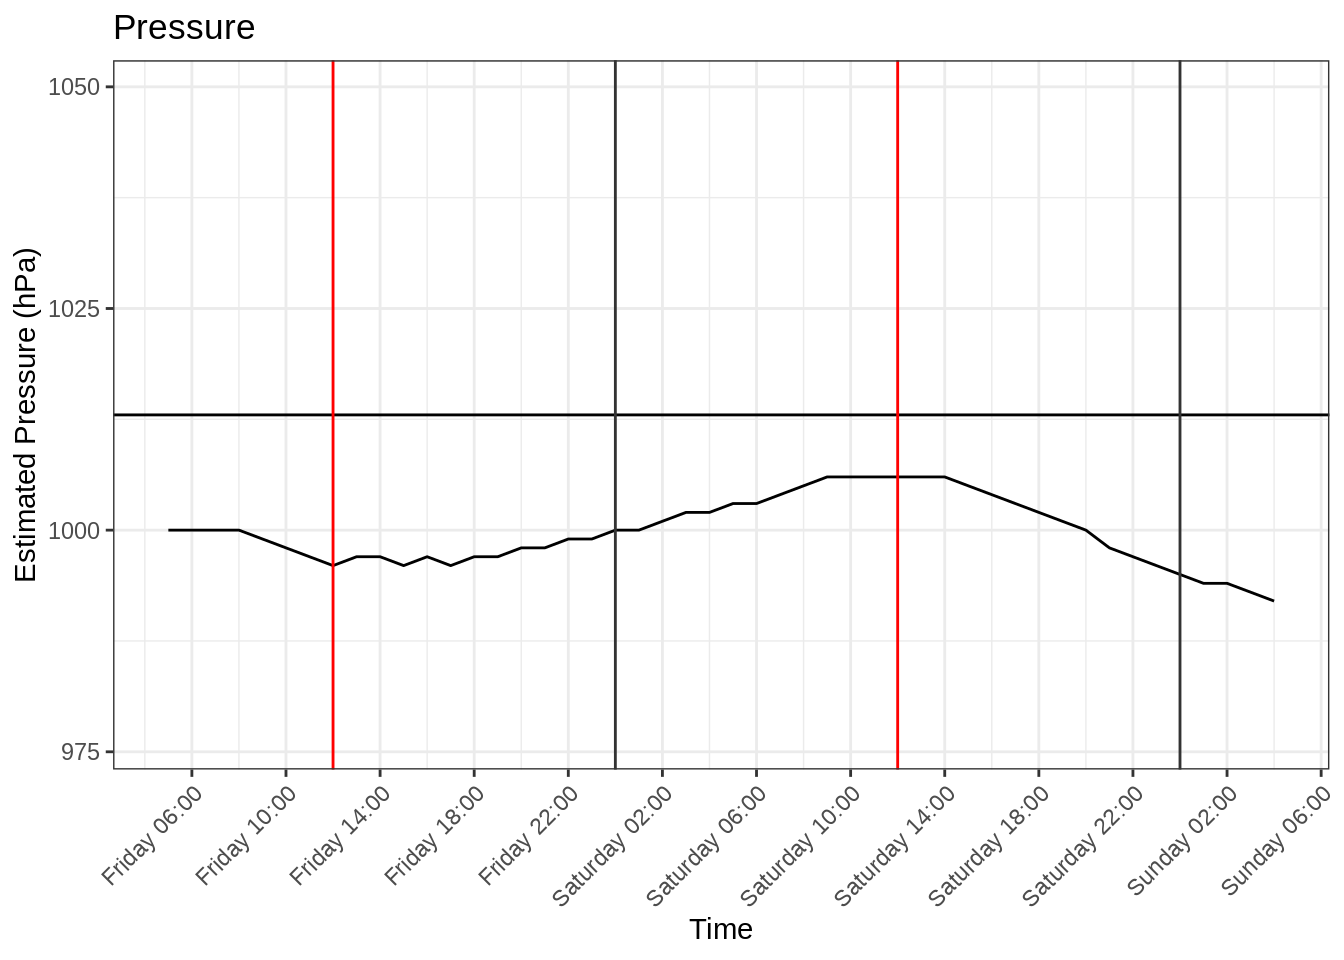 Pressure
Estimated Pressure (hPa)
1050
1025
1000
975
Friday 06:00
Friday 10:00
Friday 14:00
Friday 18:00
Friday 22:00
Saturday 02:00
Saturday 06:00
Saturday 10:00
Saturday 14:00
Saturday 18:00
Saturday 22:00
Sunday 02:00
Sunday 06:00
Time